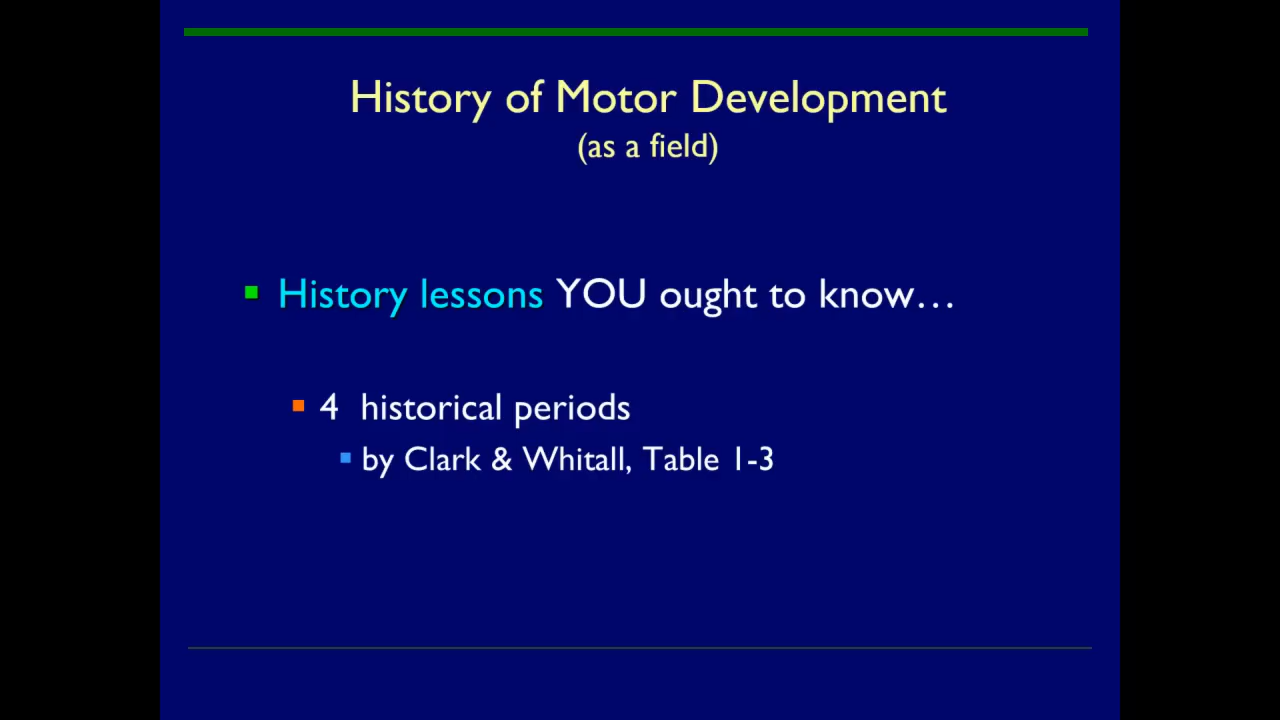 History of Motor Development
(as a field)
History lessons YOU ought to know…
4 historical periods
by Clark & Whitall, Table 1-3